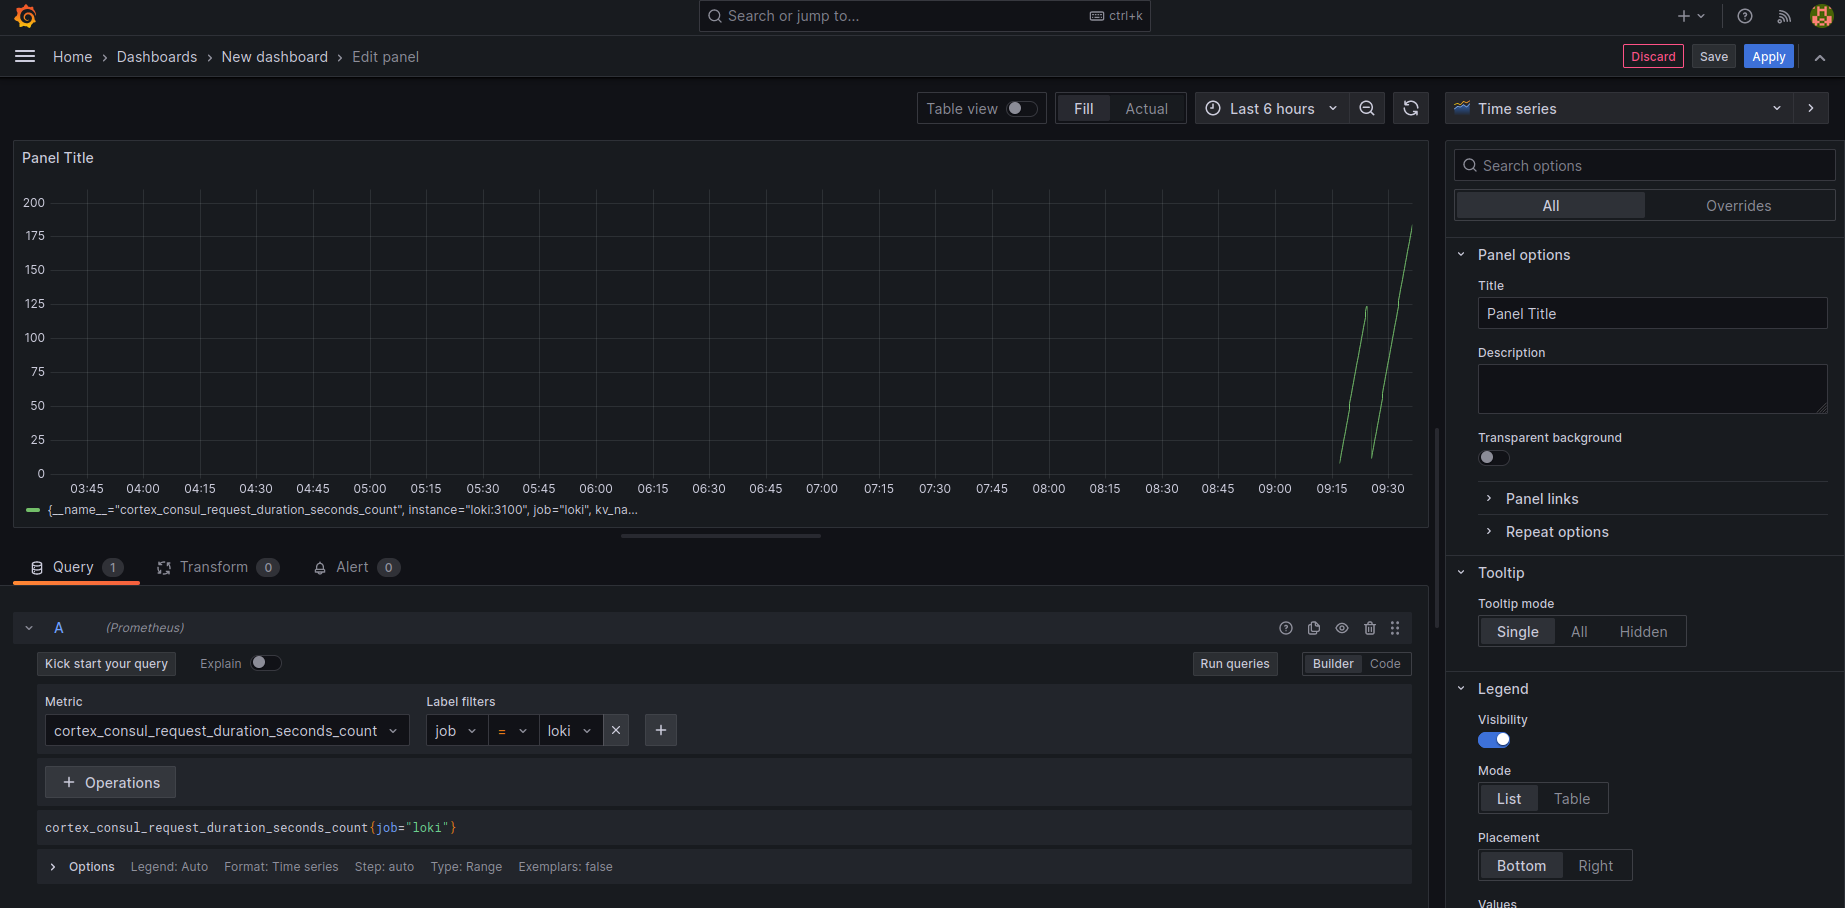 Search or jump to... ctrl+k
Home › Dashboards › New dashboard › Edit panel
Discard Save Apply
Table view Fill Actual Last 6 hours Time series
Panel Title
200
175
150
125
100
75
50
25
0
03:45 04:00 04:15 04:30 04:45 05:00 05:15 05:30 05:45 06:00 06:15 06:30 06:45 07:00 07:15 07:30 07:45 08:00 08:15 08:30 08:45 09:00 09:15 09:30
{__name__="cortex_consul_request_duration_seconds_count", instance="loki:3100", job="loki", kv_na...
Query 1 Transform 0 Alert 0
A (Prometheus)
Kick start your query Explain Run queries Builder Code
Metric Label filters
cortex_consul_request_duration_seconds_count job = loki
Operations
cortex_consul_request_duration_seconds_count{job="loki"}
Options Legend: Auto Format: Time series Step: auto Type: Range Exemplars: false
Search options
All Overrides
Panel options
Title
Panel Title
Description
Transparent background
Panel links
Repeat options
Tooltip
Tooltip mode
Single All Hidden
Legend
Visibility
Mode
List Table
Placement
Bottom Right
Values